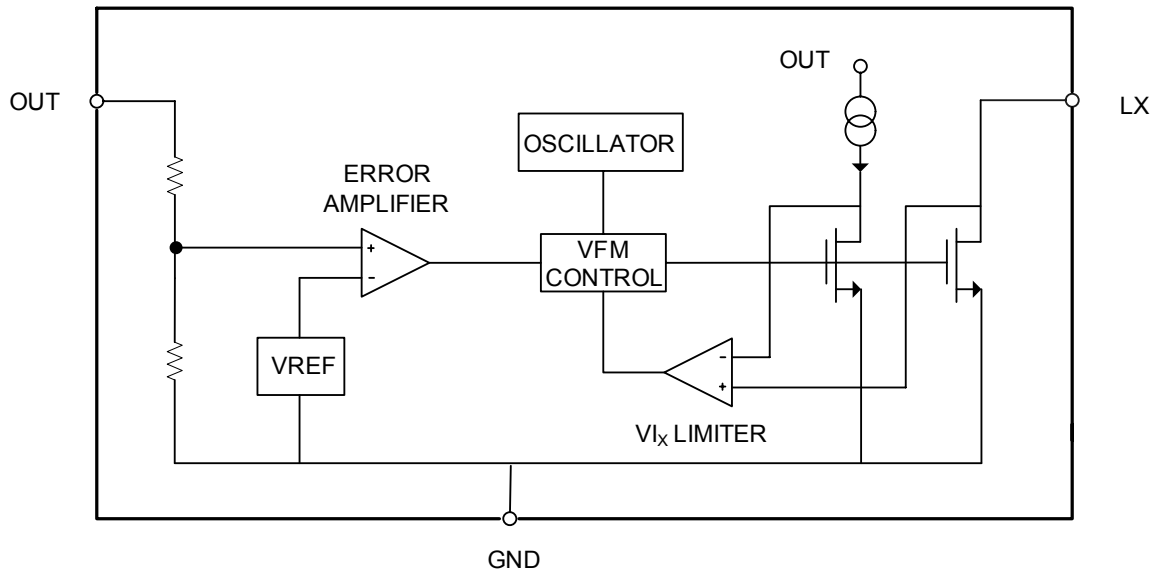 OUT
OUT
LX
OSCILLATOR
ERROR
AMPLIFIER
+
-
VFM
CONTROL
VREF
-
+
VIX LIMITER
GND